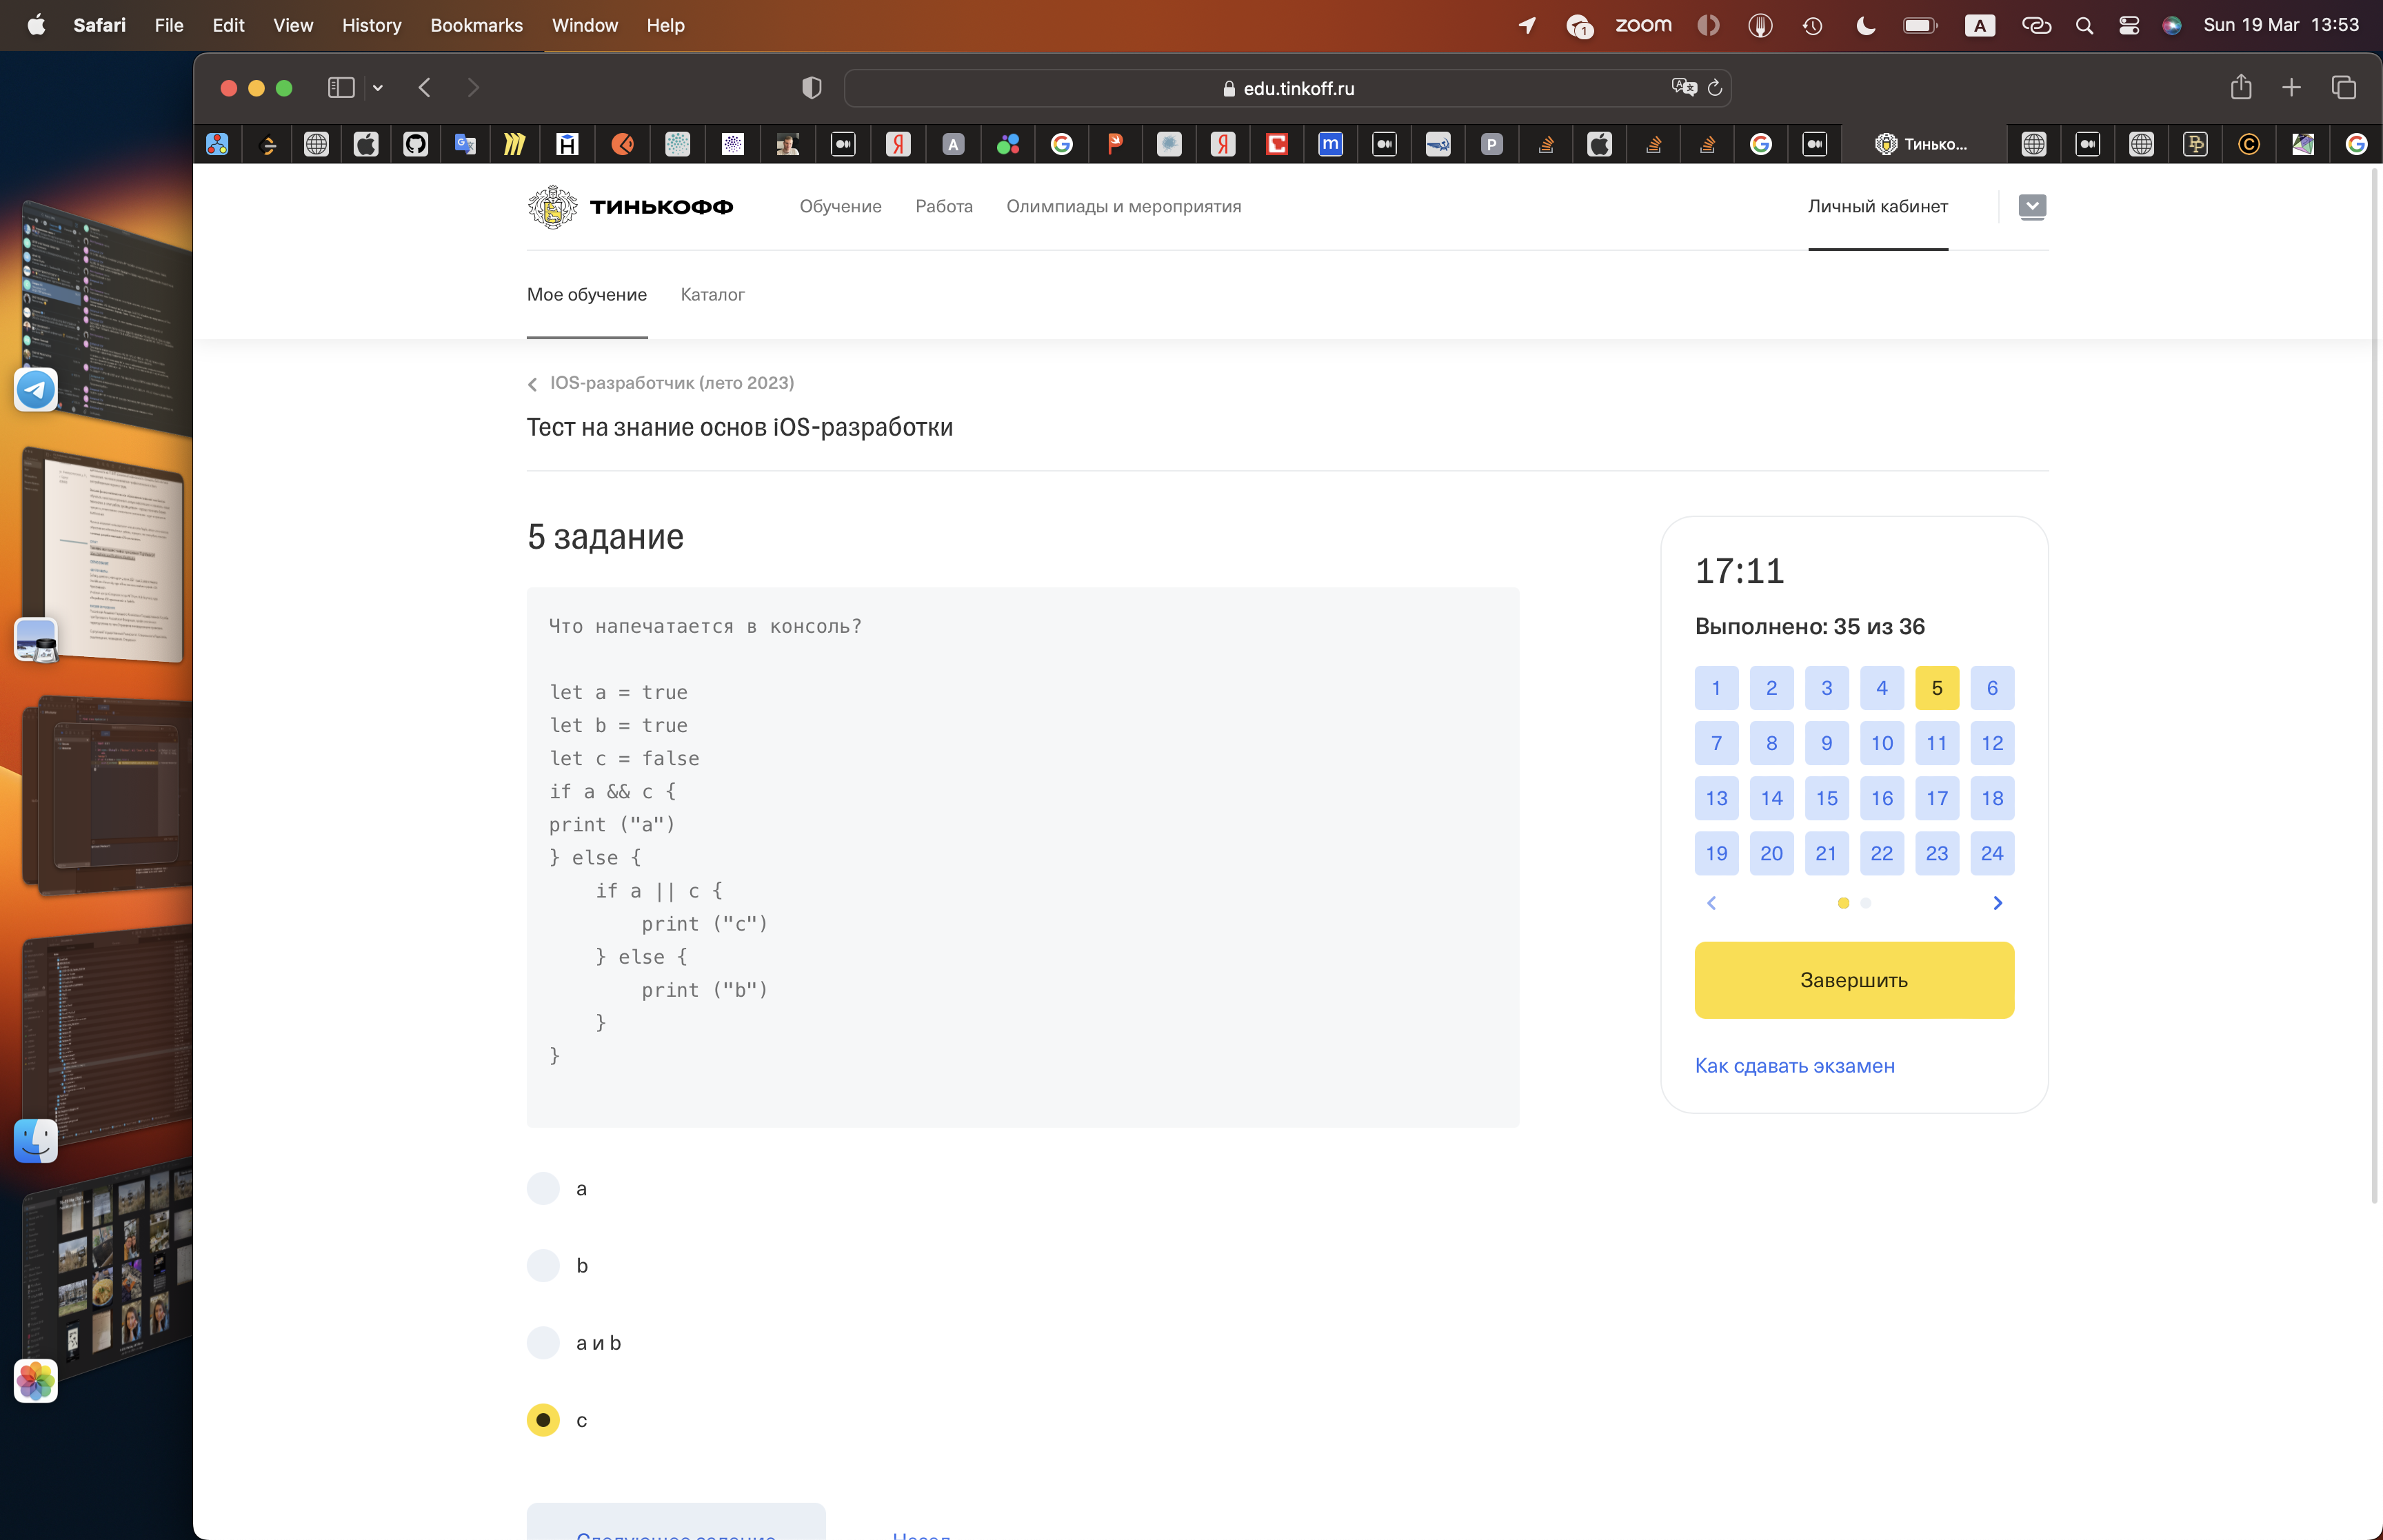 Safari File Edit View History Bookmarks Window Help
1 zoom A Sun 19 Mar 13:53
edu.tinkoff.ru
Тинько...
ТИНЬКОФФ Обучение Работа Олимпиады и мероприятия Личный кабинет
Мое обучение Каталог
IOS-разработчик (лето 2023)
Тест на знание основ iOS-разработки
5 задание
Что напечатается в консоль?
let a = true
let b = true
let c = false
if a && c {
print ("a")
} else {
if a || c {
print ("c")
} else {
print ("b")
}
}
a
b
a и b
c
Следующее задание Назад
17:11
Выполнено: 35 из 36
1 2 3 4 5 6
7 8 9 10 11 12
13 14 15 16 17 18
19 20 21 22 23 24
Завершить
Как сдавать экзамен